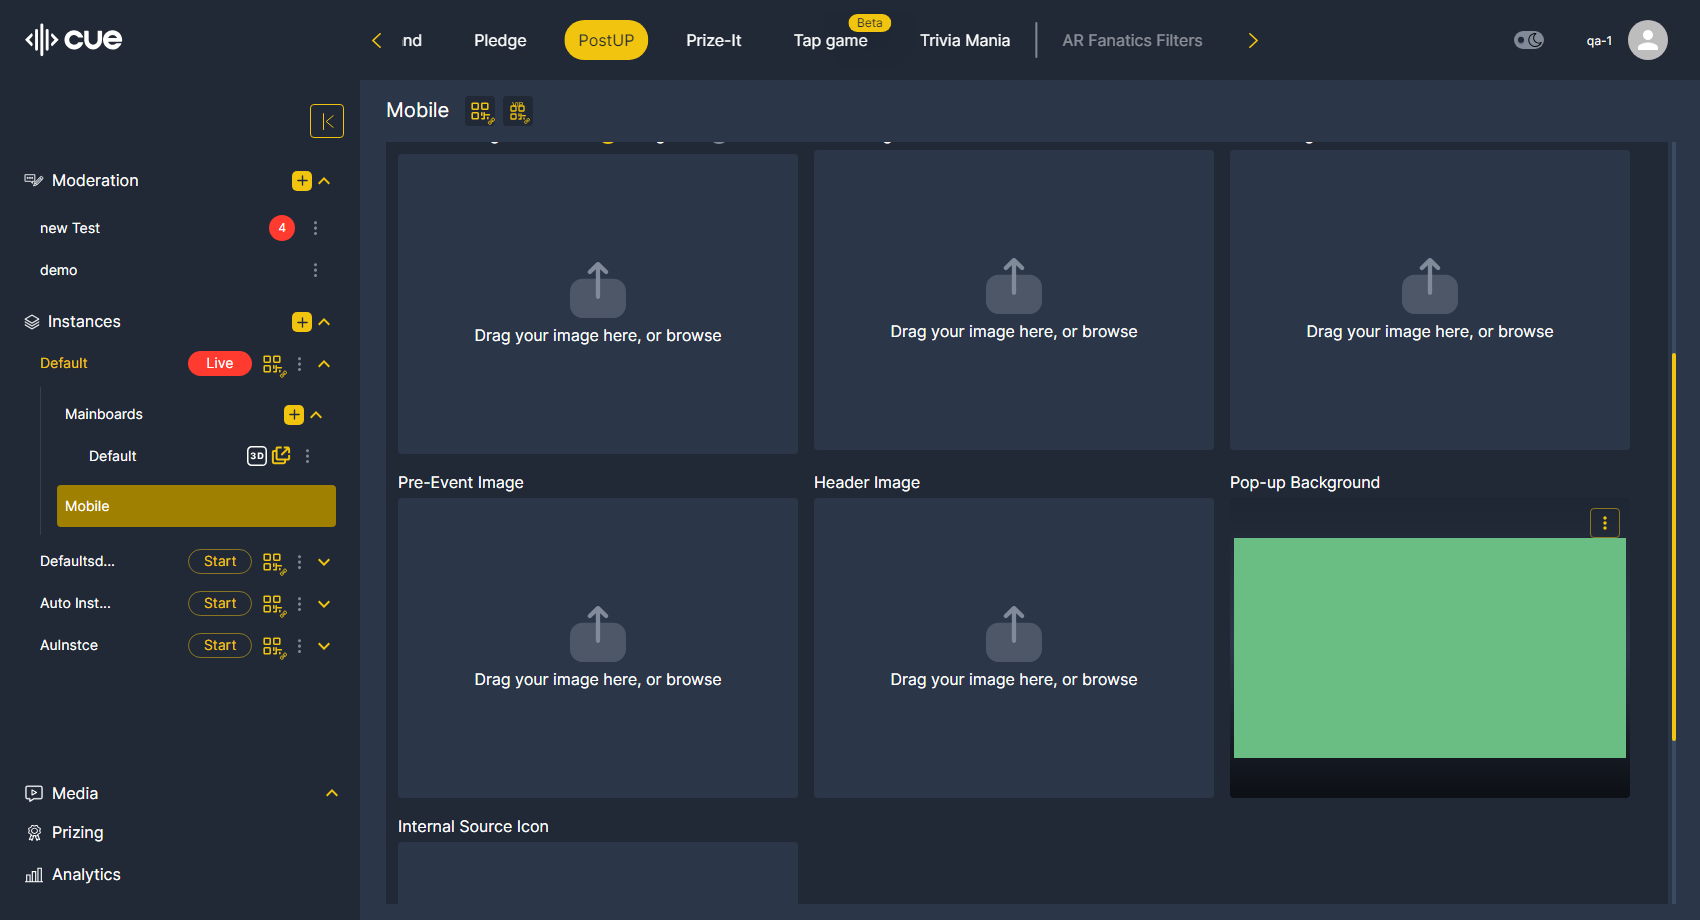 cue
Pledge
PostUP
Prize-It
Tap game
Beta
Trivia Mania
AR Fanatics Filters
qa-1
Mobile
Moderation
new Test
4
demo
Instances
Default
Live
Mainboards
Default
3D
Mobile
Defaultsd...
Start
Auto Inst...
Start
AuInstce
Start
Media
Prizing
Analytics
Drag your image here, or browse
Drag your image here, or browse
Drag your image here, or browse
Pre-Event Image
Header Image
Pop-up Background
Drag your image here, or browse
Drag your image here, or browse
Internal Source Icon